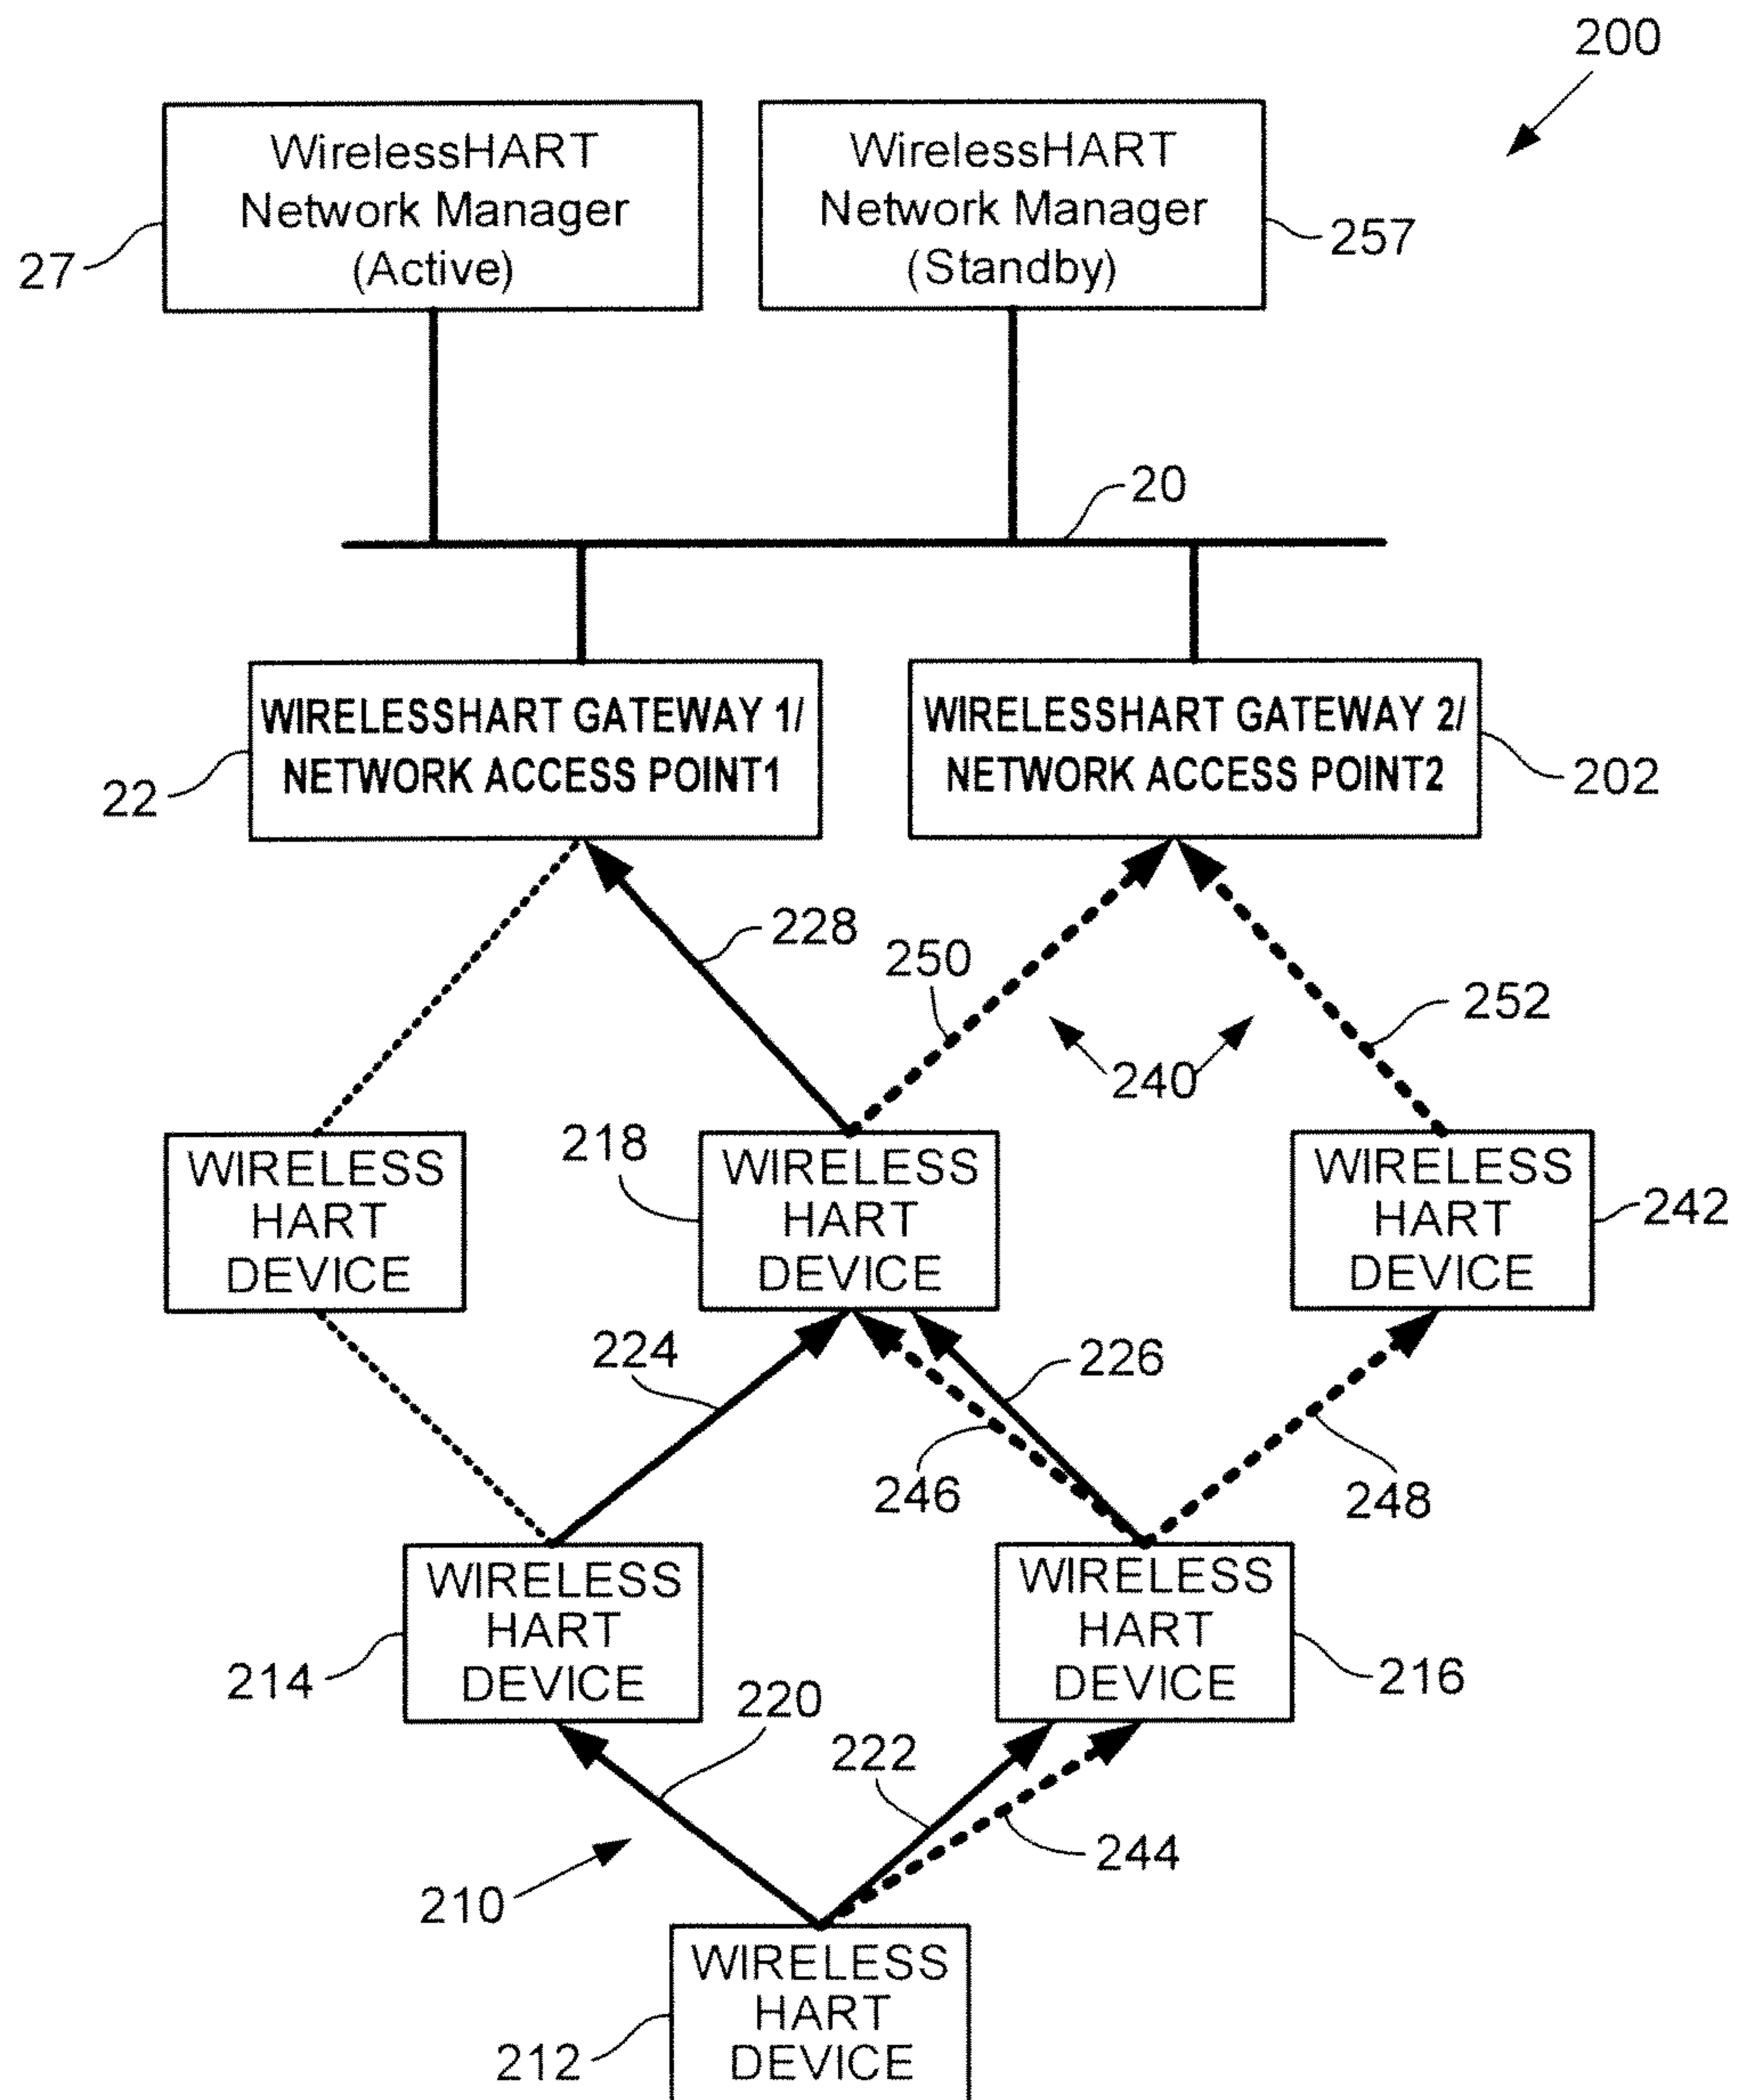 200
WirelessHART
Network Manager
(Active)
27
WirelessHART
Network Manager
(Standby)
257
20
WIRELESSHART GATEWAY 1/
NETWORK ACCESS POINT1
22
WIRELESSHART GATEWAY 2/
NETWORK ACCESS POINT2
202
228
250
252
240
WIRELESS
HART
DEVICE
218
WIRELESS
HART
DEVICE
WIRELESS
HART
DEVICE
242
224
226
246
248
WIRELESS
HART
DEVICE
214
WIRELESS
HART
DEVICE
216
220
222
244
210
WIRELESS
HART
DEVICE
212